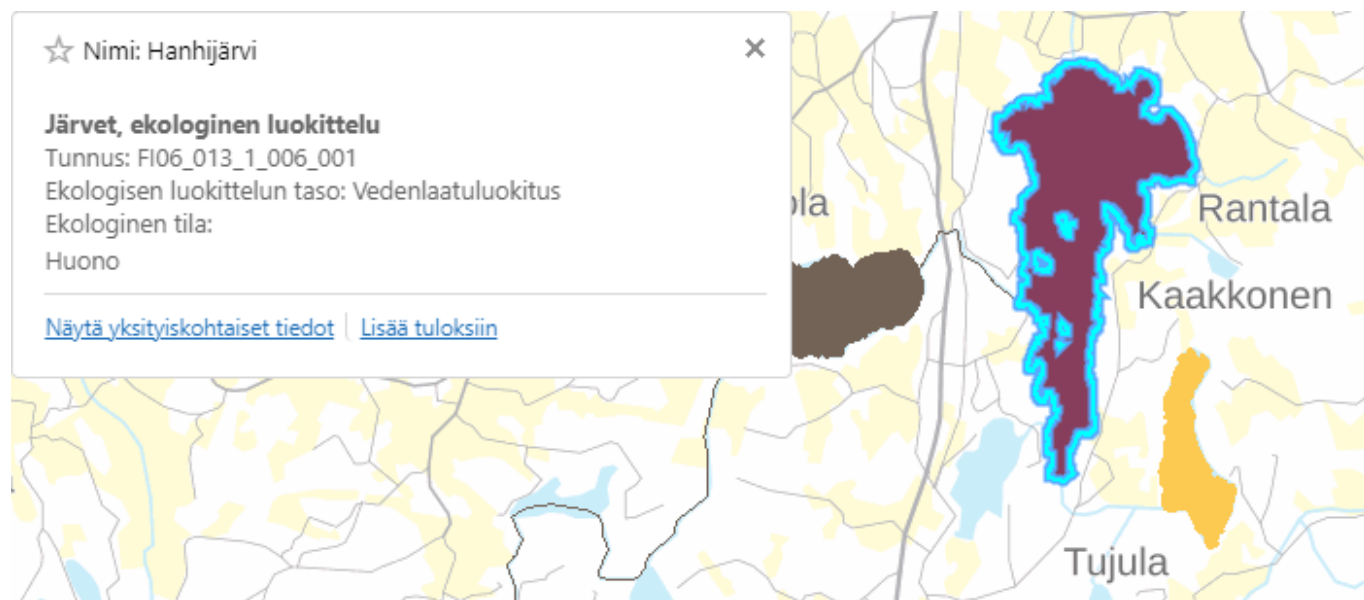 Nimi: Hanhijärvi
Järvet, ekologinen luokittelu
Tunnus: FI06_013_1_006_001
Ekologisen luokittelun taso: Vedenlaatuluokitus
Ekologinen tila:
Huono
Näytä yksityiskohtaiset tiedot Lisää tuloksiin
Rantala
Kaakkonen
Tujula